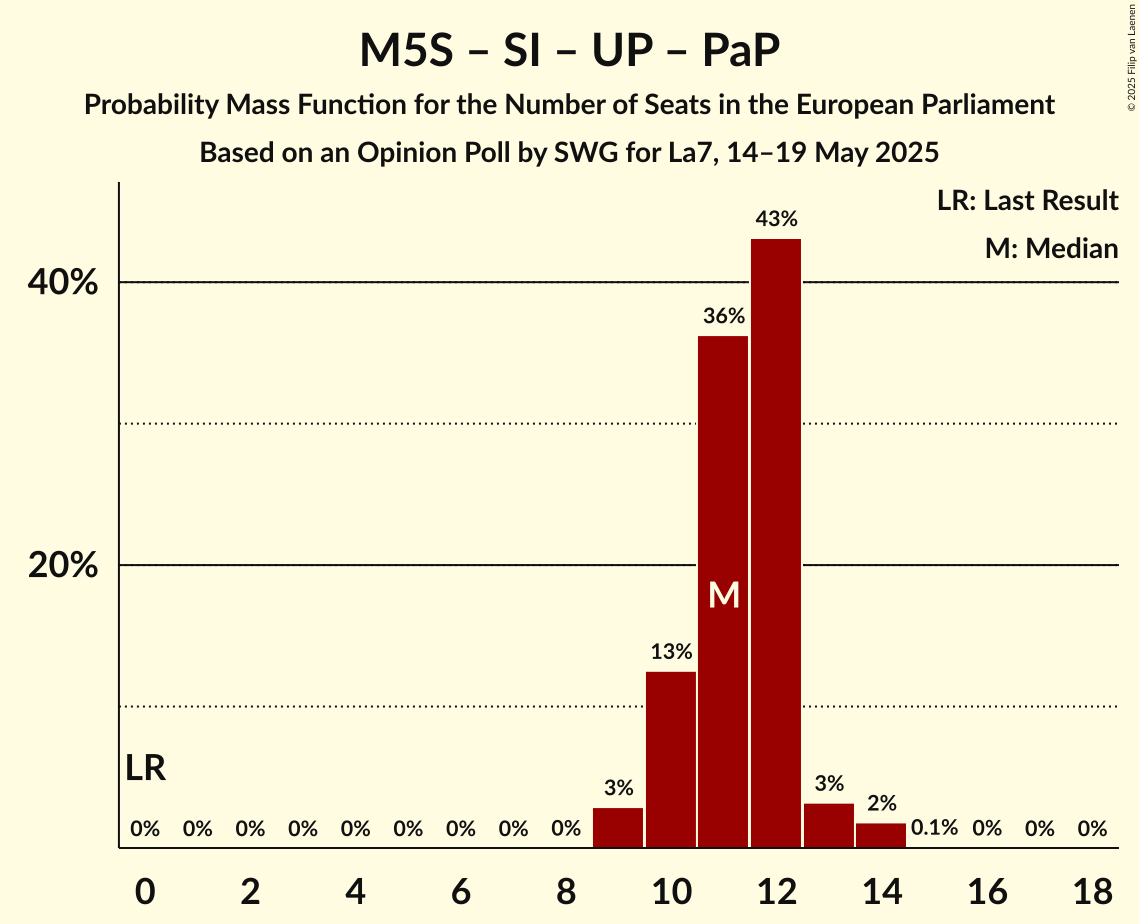 M5S – SI – UP – PaP
Probability Mass Function for the Number of Seats in the European Parliament
Based on an Opinion Poll by SWG for La7, 14–19 May 2025
© 2025 Filip van Laenen
LR: Last Result
M: Median
43%
40%
36%
20%
M
13%
LR
3%
3%
2%
0% 0% 0% 0% 0% 0% 0% 0% 0% 0.1% 0% 0% 0%
0 2 4 6 8 10 12 14 16 18